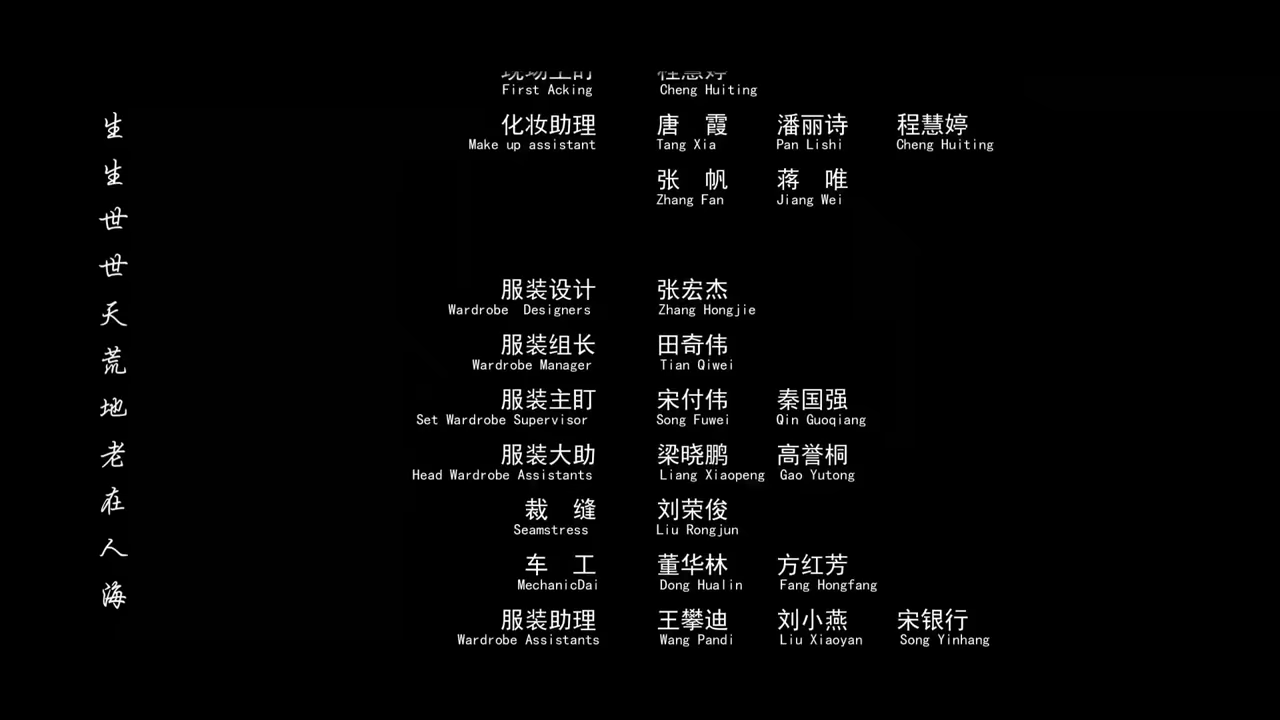 First Acking Cheng Huiting
化妆助理 唐 霞 潘丽诗 程慧婷
Make up assistant Tang Xia Pan Lishi Cheng Huiting
张 帆 蒋 唯
Zhang Fan Jiang Wei
服装设计 张宏杰
Wardrobe Designers Zhang Hongjie
服装组长 田奇伟
Wardrobe Manager Tian Qiwei
服装主盯 宋付伟 秦国强
Set Wardrobe Supervisor Song Fuwei Qin Guoqiang
服装大助 梁晓鹏 高誉桐
Head Wardrobe Assistants Liang Xiaopeng Gao Yutong
裁 缝 刘荣俊
Seamstress Liu Rongjun
车 工 董华林 方红芳
MechanicDai Dong Hualin Fang Hongfang
服装助理 王攀迪 刘小燕 宋银行
Wardrobe Assistants Wang Pandi Liu Xiaoyan Song Yinhang
生生世世天荒地老在人海